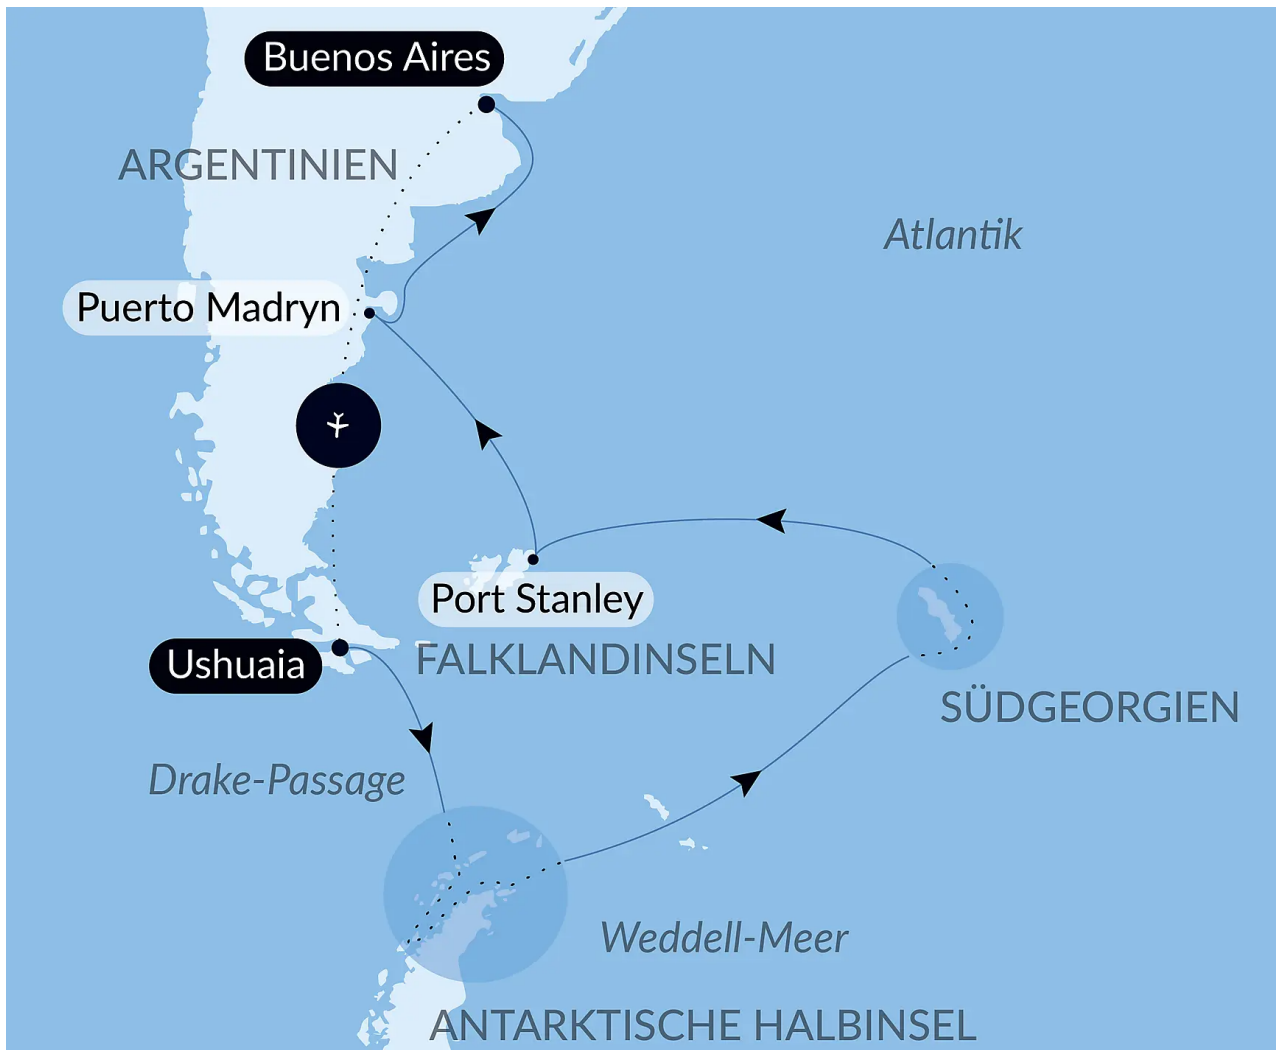 Buenos Aires
ARGENTINIEN
Atlantik
Puerto Madryn
Port Stanley
FALKLANDINSELN
Ushuaia
SÜDGEORGIEN
Drake-Passage
Weddell-Meer
ANTARKTISCHE HALBINSEL